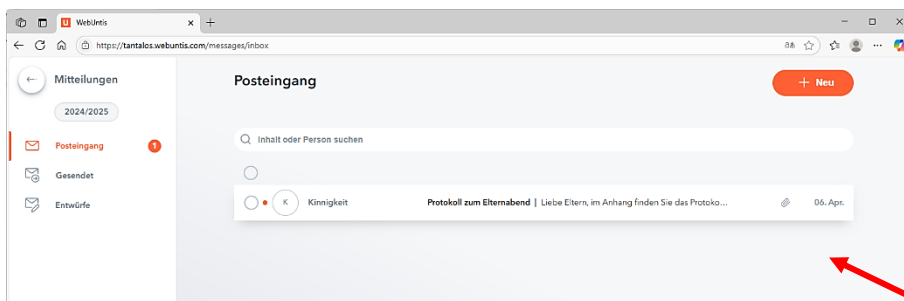 WebUntis
https://tantalos.webuntis.com/messages/inbox
Mitteilungen
Posteingang
+ Neu
2024/2025
Inhalt oder Person suchen
Posteingang 1
Gesendet
K Kinnigkeit Protokoll zum Elternabend | Liebe Eltern, im Anhang finden Sie das Protoko... 06. Apr.
Entwürfe